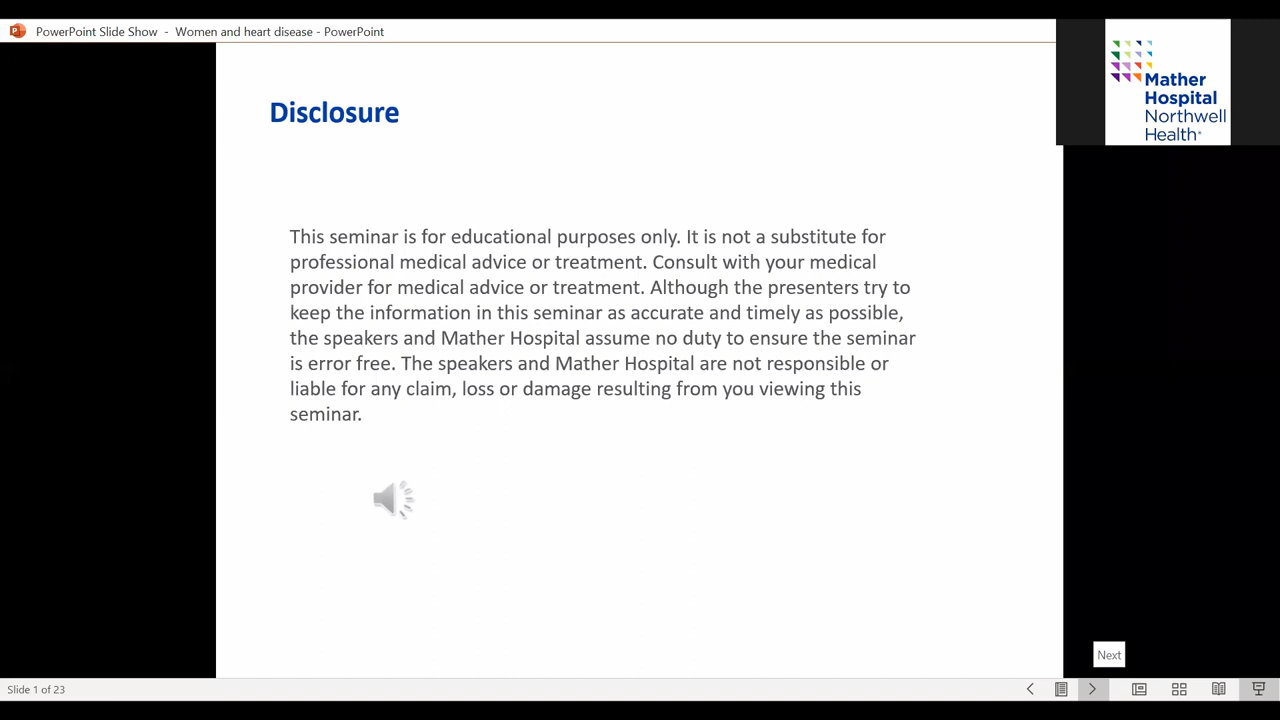 PowerPoint Slide Show - Women and heart disease - PowerPoint
Mather
Hospital
Northwell
Health
Disclosure
This seminar is for educational purposes only. It is not a substitute for
professional medical advice or treatment. Consult with your medical
provider for medical advice or treatment. Although the presenters try to
keep the information in this seminar as accurate and timely as possible,
the speakers and Mather Hospital assume no duty to ensure the seminar
is error free. The speakers and Mather Hospital are not responsible or
liable for any claim, loss or damage resulting from you viewing this
seminar.
Next
Slide 1 of 23